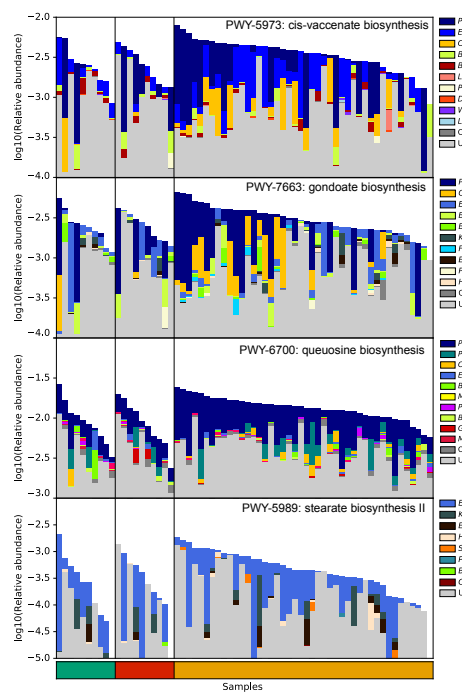 PWY-5973: cis-vaccenate biosynthesis
log10(Relative abundance)
−2.0
−2.5
−3.0
−3.5
−4.0
P
E
C
B
B
L
P
C
U
PWY-7663: gondoate biosynthesis
log10(Relative abundance)
−2.5
−3.0
−3.5
−4.0
U
PWY-6700: queuosine biosynthesis
log10(Relative abundance)
−1.5
−2.0
−2.5
−3.0
U
PWY-5989: stearate biosynthesis II
log10(Relative abundance)
−2.0
−2.5
−3.0
−3.5
−4.0
−4.5
−5.0
U
Samples